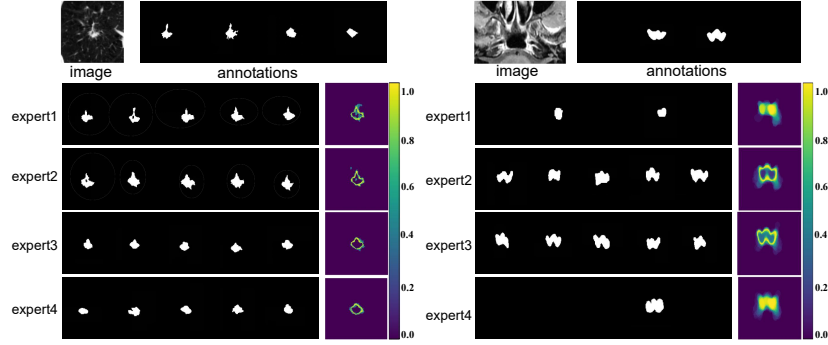 image
annotations
image
annotations
expert1
expert2
expert3
expert4
1.0
0.8
0.6
0.4
0.2
0.0
expert1
expert2
expert3
expert4
1.0
0.8
0.6
0.4
0.2
0.0